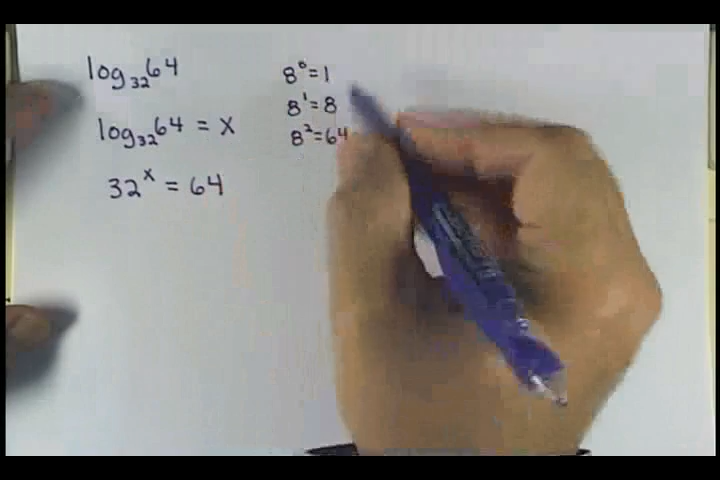 log₃₂64
log₃₂64 = x
32ˣ = 64
8⁰=1
8¹=8
8²=64